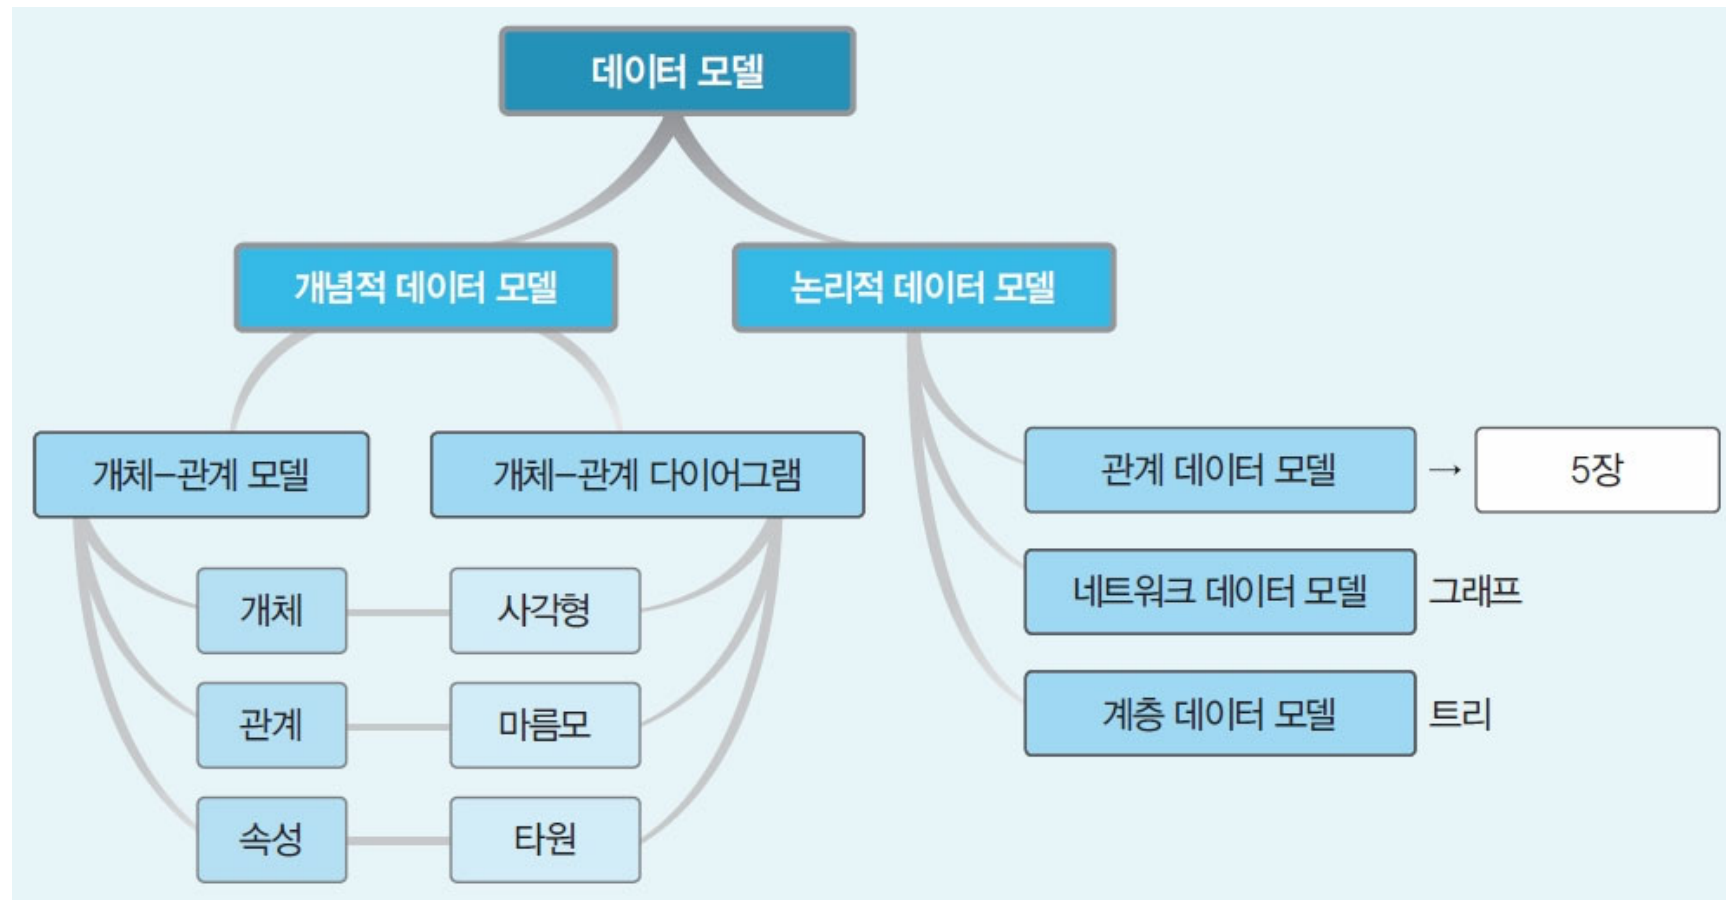 데이터 모델
개념적 데이터 모델
논리적 데이터 모델
개체-관계 모델
개체-관계 다이어그램
개체
사각형
관계
마름모
속성
타원
관계 데이터 모델 → 5장
네트워크 데이터 모델 그래프
계층 데이터 모델 트리